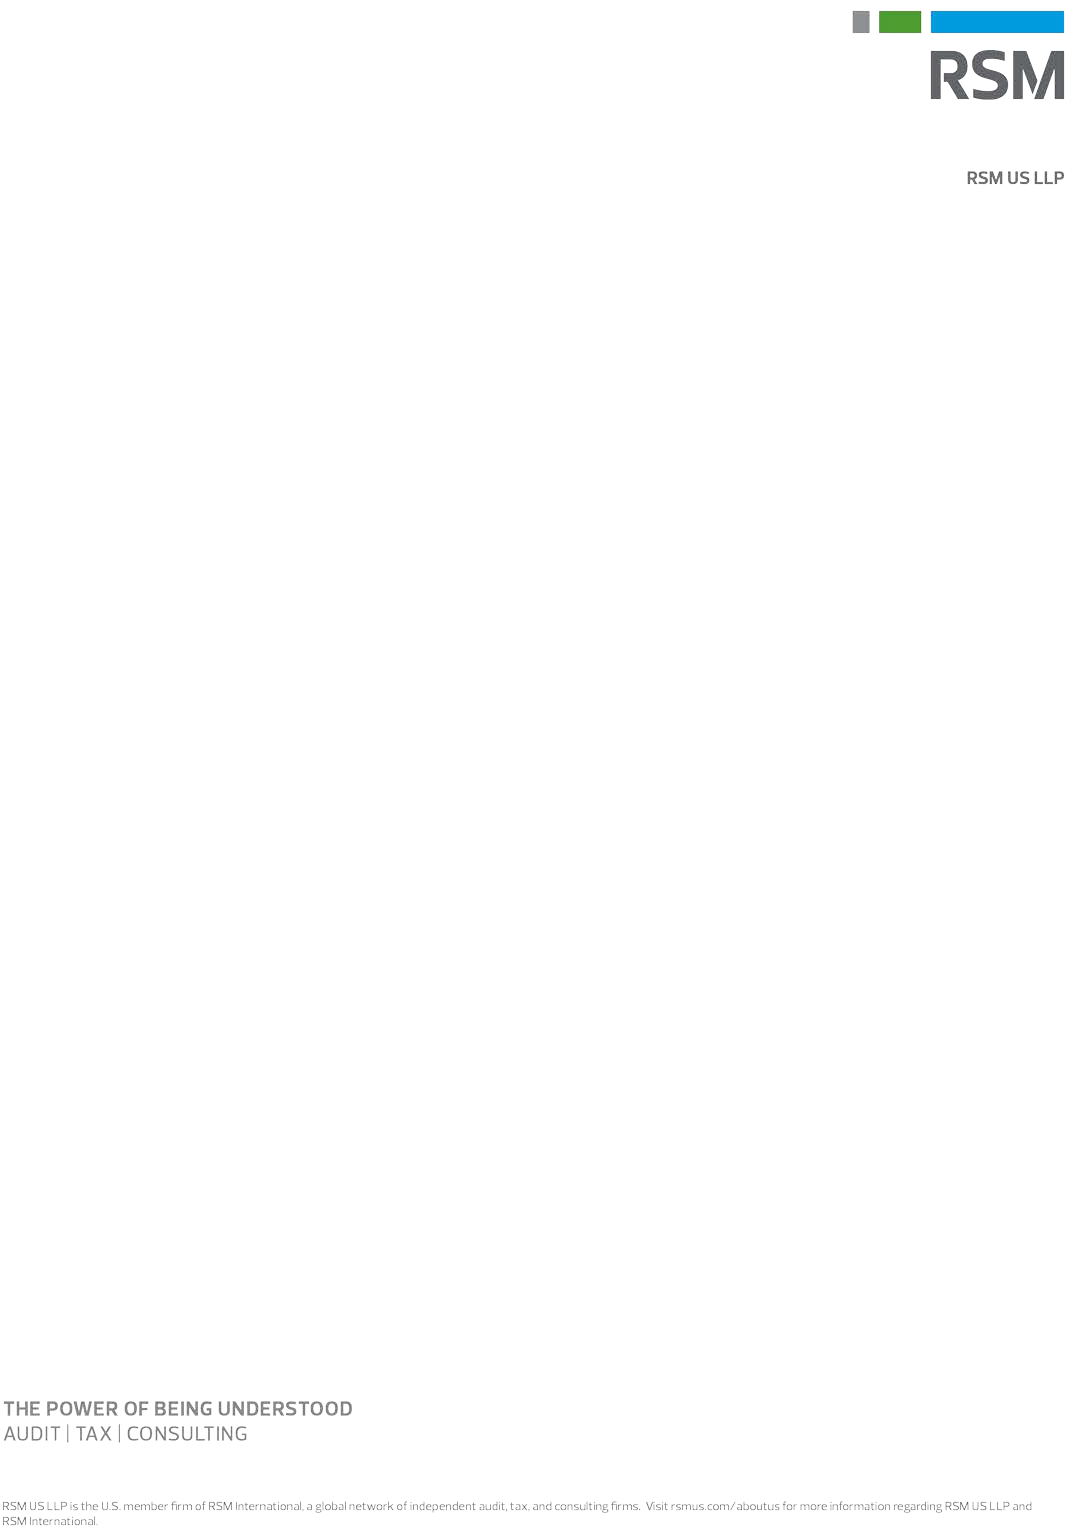 RSM
RSM US LLP
THE POWER OF BEING UNDERSTOOD
AUDIT | TAX | CONSULTING
RSM US LLP is the U.S. member firm of RSM International, a global network of independent audit, tax, and consulting firms. Visit rsmus.com/aboutus for more information regarding RSM US LLP and
RSM International.